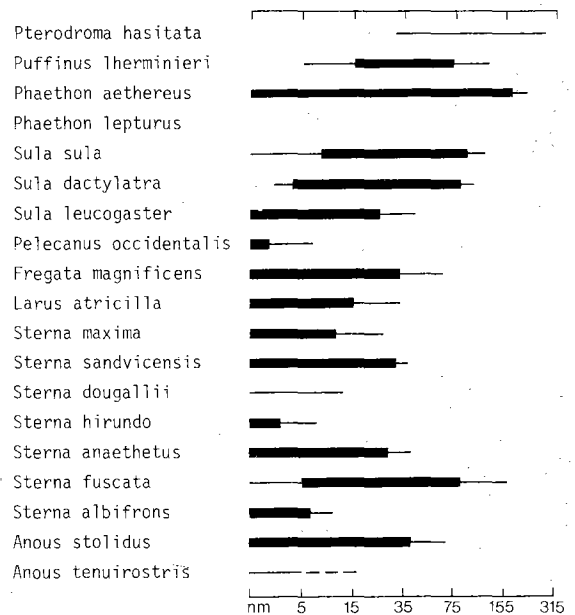 Pterodroma hasitata
Puffinus lherminieri
Phaethon aethereus
Phaethon lepturus
Sula sula
Sula dactylatra
Sula leucogaster
Pelecanus occidentalis
Fregata magnificens
Larus atricilla
Sterna maxima
Sterna sandvicensis
Sterna dougallii
Sterna hirundo
Sterna anaethetus
Sterna fuscata
Sterna albifrons
Anous stolidus
Anous tenuirostris
nm 5 15 35 75 155 315